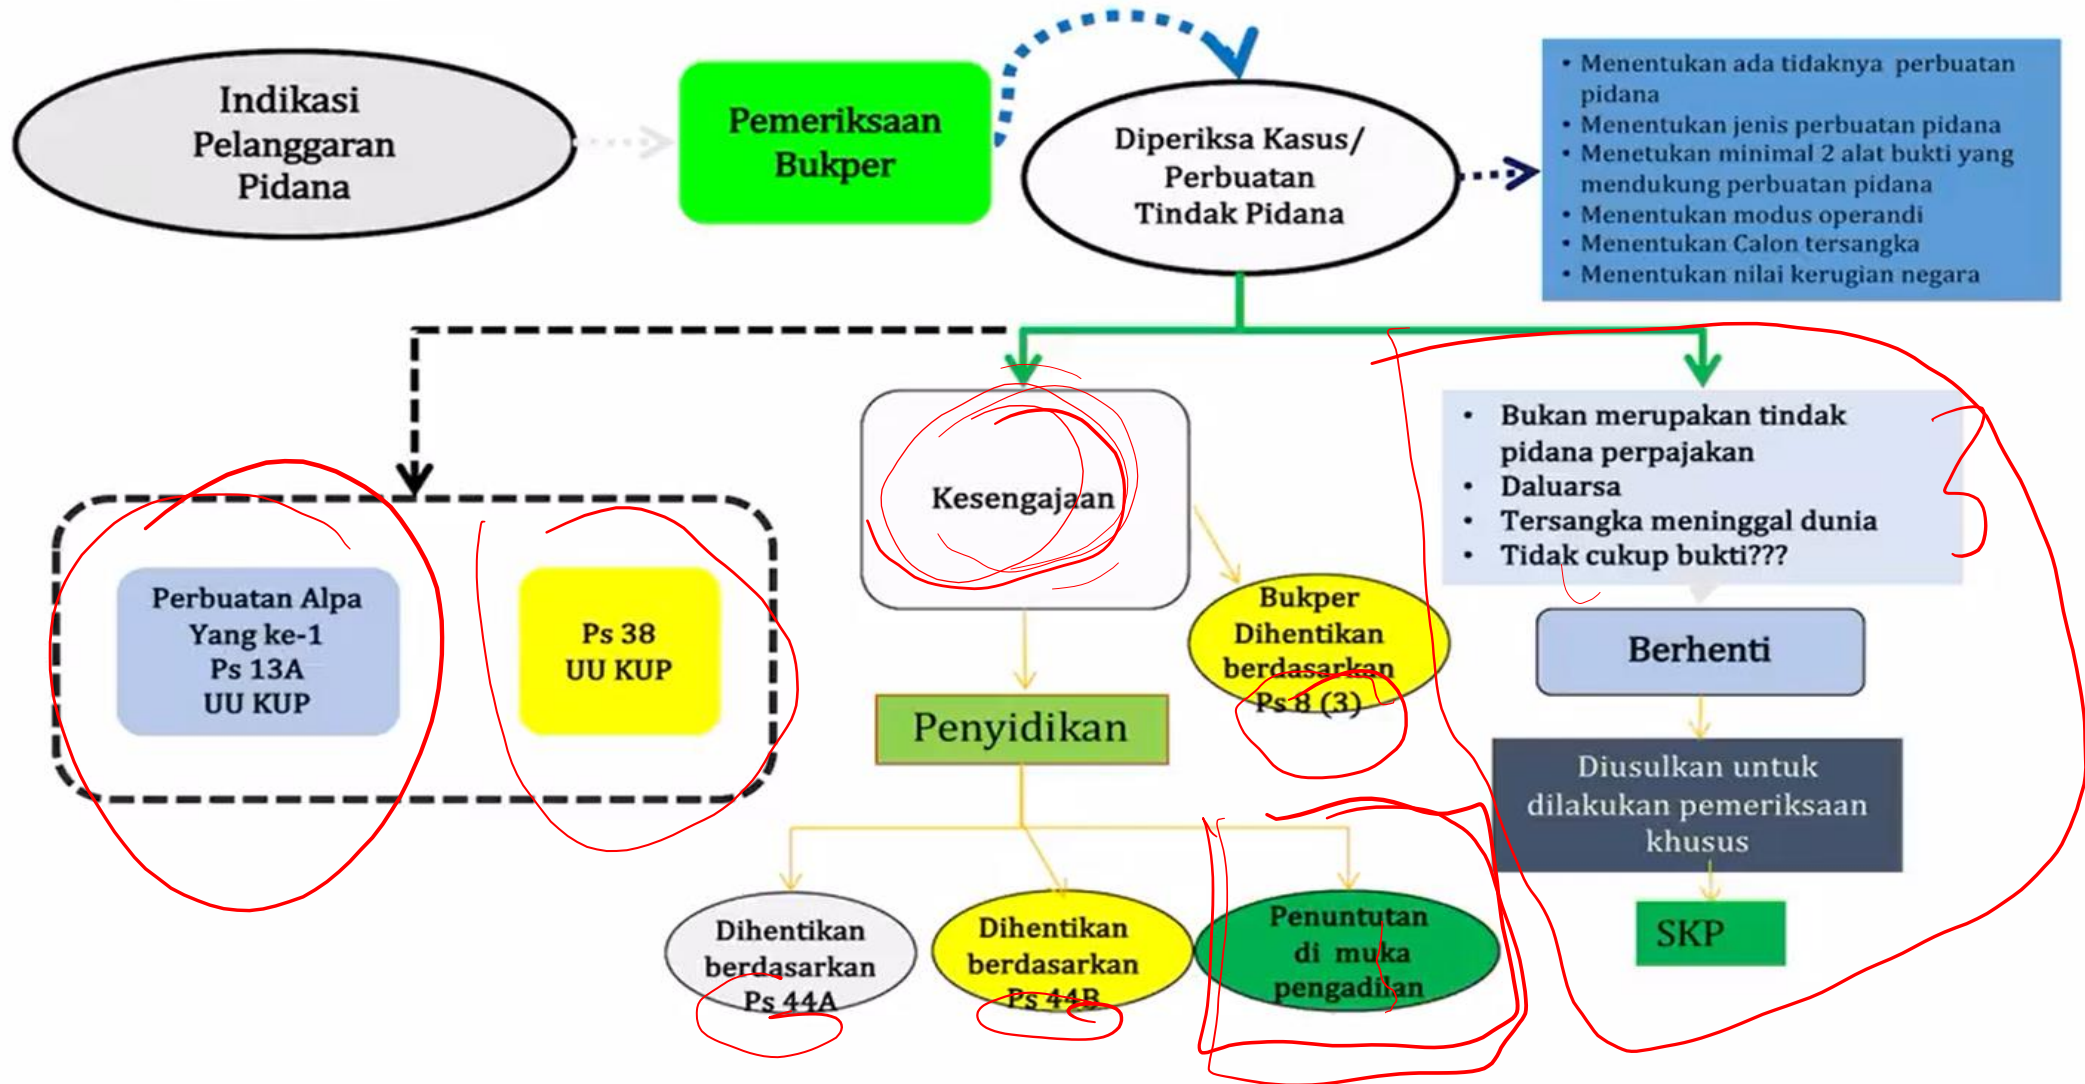 Indikasi
Pelanggaran
Pidana
Pemeriksaan
Bukper
Diperiksa Kasus/
Perbuatan
Tindak Pidana
• Menentukan ada tidaknya perbuatan
pidana
• Menentukan jenis perbuatan pidana
• Menetukan minimal 2 alat bukti yang
mendukung perbuatan pidana
• Menentukan modus operandi
• Menentukan Calon tersangka
• Menentukan nilai kerugian negara
Perbuatan Alpa
Yang ke-1
Ps 13A
UU KUP
Ps 38
UU KUP
Kesengajaan
Bukper
Dihentikan
berdasarkan
Ps 8 (3)
Penyidikan
Dihentikan
berdasarkan
Ps 44A
Dihentikan
berdasarkan
Ps 44B
Penuntutan
di muka
pengadilan
• Bukan merupakan tindak
pidana perpajakan
• Daluarsa
• Tersangka meninggal dunia
• Tidak cukup bukti???
Berhenti
Diusulkan untuk
dilakukan pemeriksaan
khusus
SKP